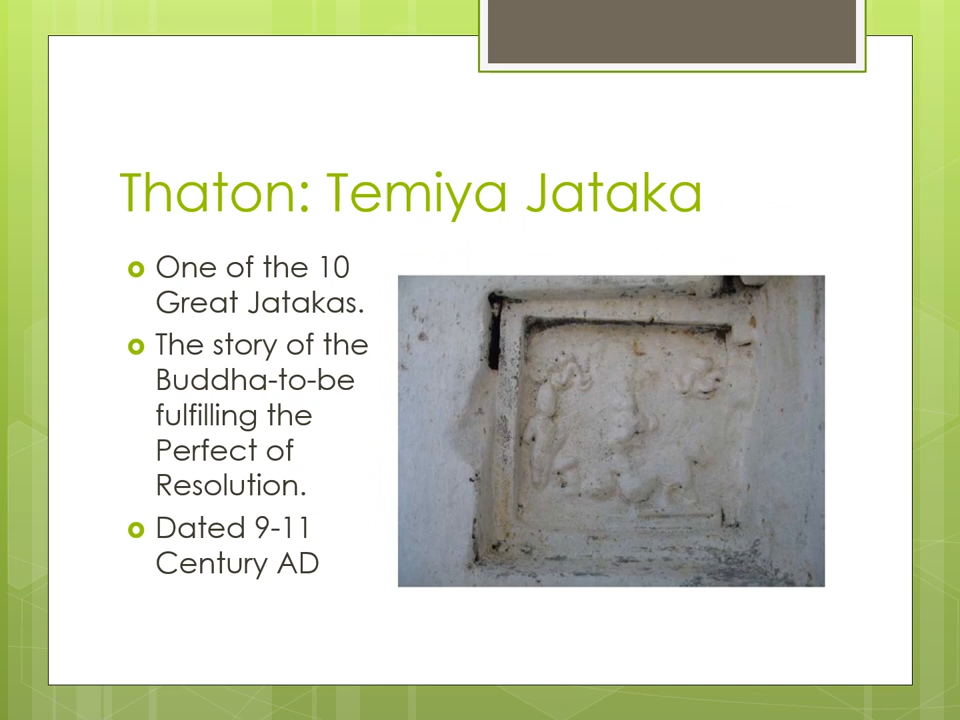 Thaton: Temiya Jataka
One of the 10
Great Jatakas.
The story of the
Buddha-to-be
fulfilling the
Perfect of
Resolution.
Dated 9-11
Century AD